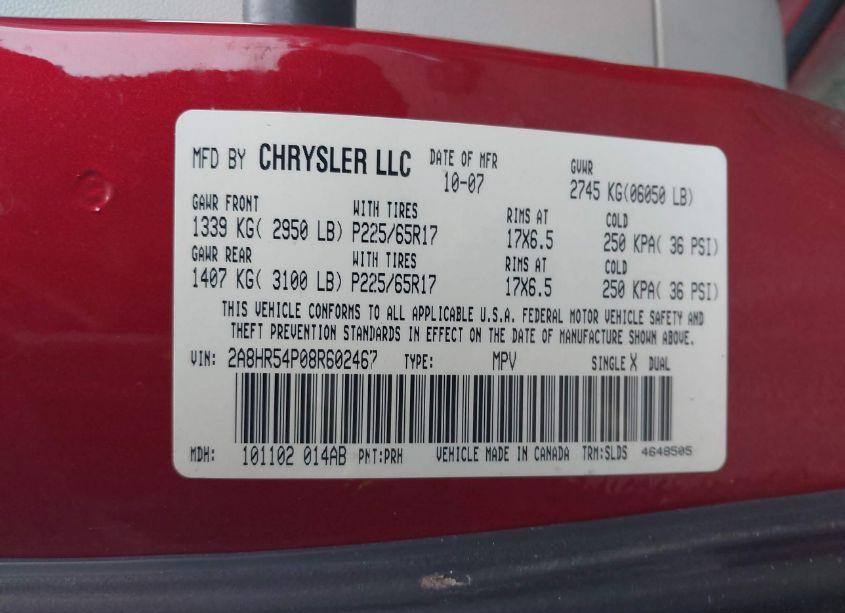 MFD BY CHRYSLER LLC DATE OF MFR GVWR
10-07 2745 KG(06050 LB)
GAWR FRONT WITH TIRES RIMS AT COLD
1339 KG( 2950 LB) P225/65R17 17X6.5 250 KPA( 36 PSI)
GAWR REAR WITH TIRES RIMS AT COLD
1407 KG( 3100 LB) P225/65R17 17X6.5 250 KPA( 36 PSI)
THIS VEHICLE CONFORMS TO ALL APPLICABLE U.S.A. FEDERAL MOTOR VEHICLE SAFETY AND
THEFT PREVENTION STANDARDS IN EFFECT ON THE DATE OF MANUFACTURE SHOWN ABOVE.
VIN: 2A8HR54P08R602467 TYPE: MPV SINGLE X DUAL
MDH: 101102 014AB PNT:PRH VEHICLE MADE IN CANADA TRM:SLDS 4648505